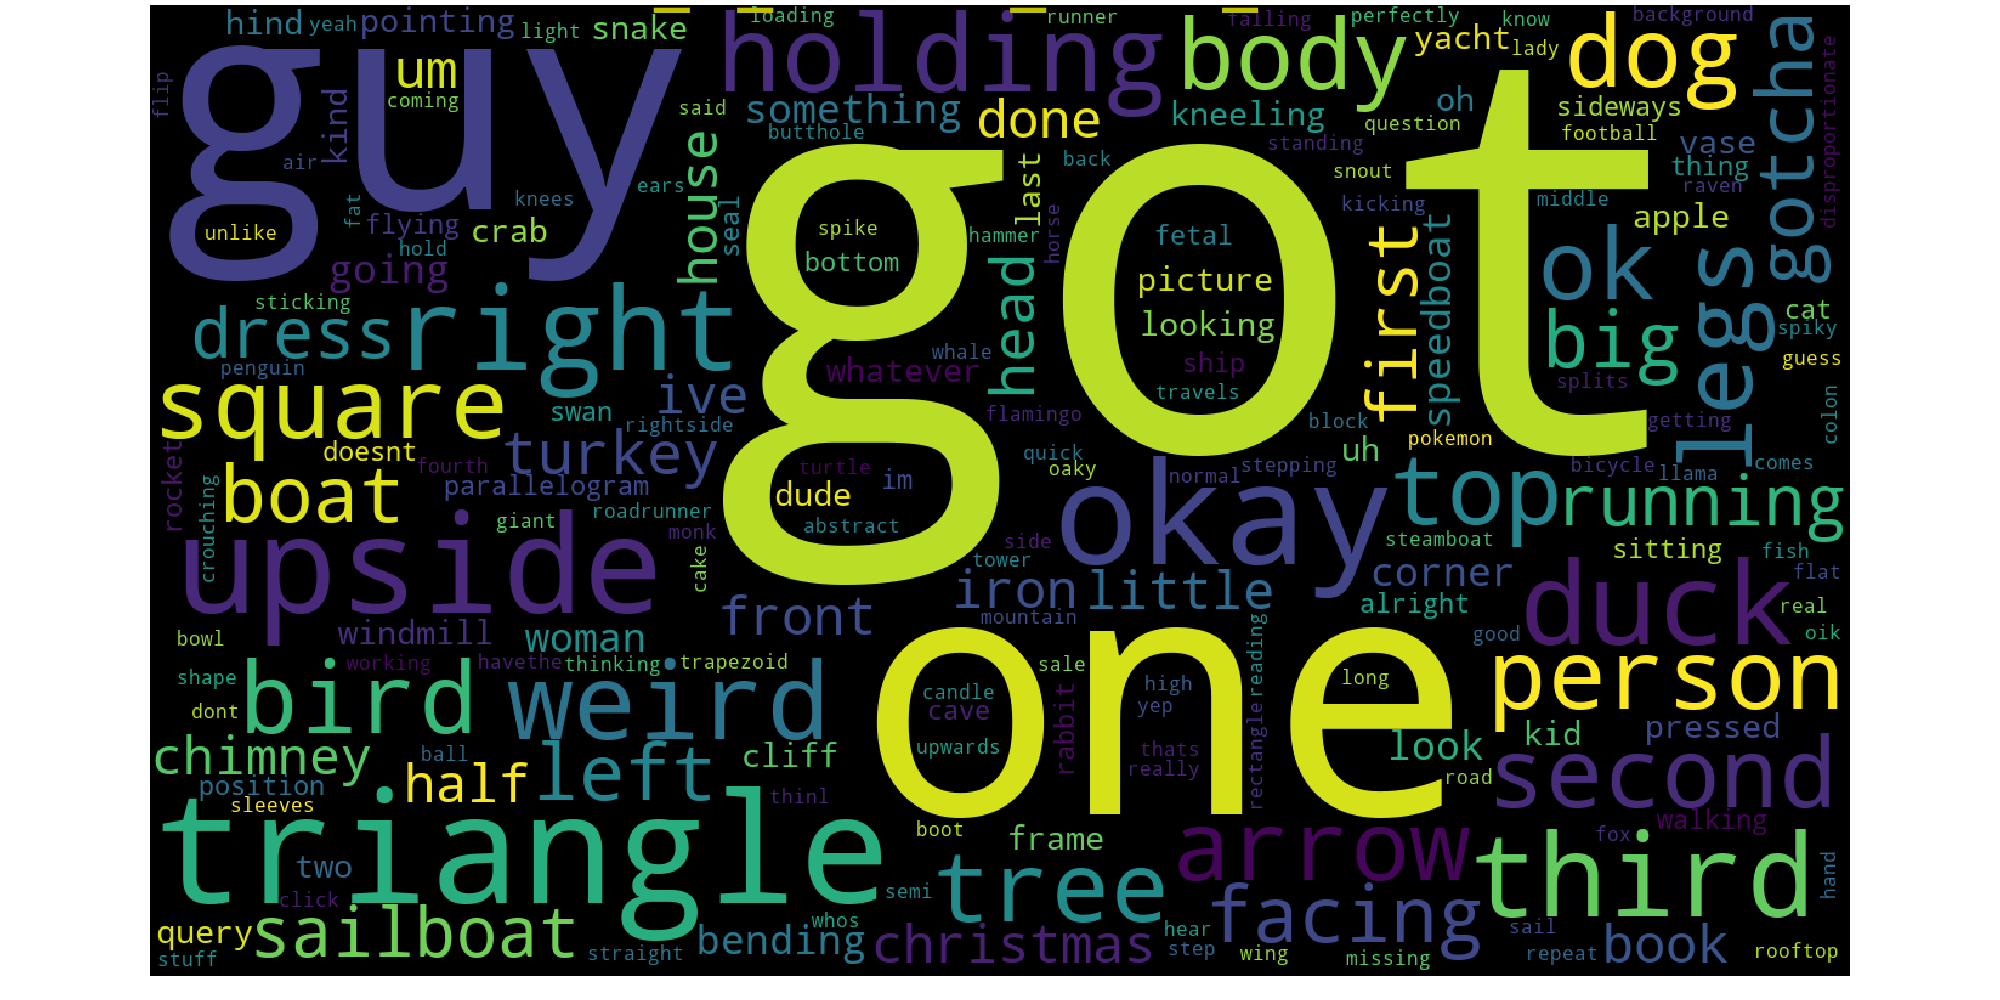 hind yeah pointing light snake loading runner falling perfectly know background
guy holding body yacht lady dog gotcha
flip um coming said something done kneeling oh sideways football disproportionate
kind butthole question vase
air house back last standing snout thing raven
knees ears kicking middle
fat flying crab seal spike hammer horse fetal first speedboat apple
unlike hold bottom head picture ok legs
going got
sticking looking big cat spiky
dress right whale ship guess
penguin whatever travels splits
square ive flamingo getting colon
swan rightside block
doesnt turkey quick uh pokemon
rocket fourth turtle oaky normal stepping bicycle llama comes
boat parallelogram dude im okay top running
crouching giant roadrunner abstract
upside monk side steamboat sitting fish
cake tower corner flat
iron little alright duck real
front mountain
bowl windmill woman good oik
working havethe thinking trapezoid one sale rectangle reading person
shape bird weird candle rabbit high long
dont cave yep pressed
chimney ball left cliff upwards thats look kid
half really road second
position
sleeves thinl
triangle boot frame arrow fox walking
two tree third hand
click semi
query sailboat whos facing
bending christmas hear sail book
stuff straight step wing missing repeat rooftop